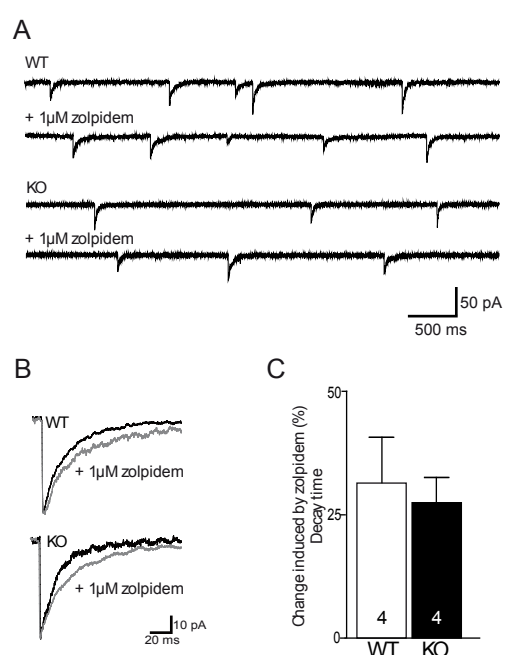 A
WT
+ 1µM zolpidem
KO
+ 1µM zolpidem
50 pA
500 ms
B
WT
+ 1µM zolpidem
KO
+ 1µM zolpidem
10 pA
20 ms
C
Change induced by zolpidem (%)
Decay time
50
25
0
4
4
WT
KO